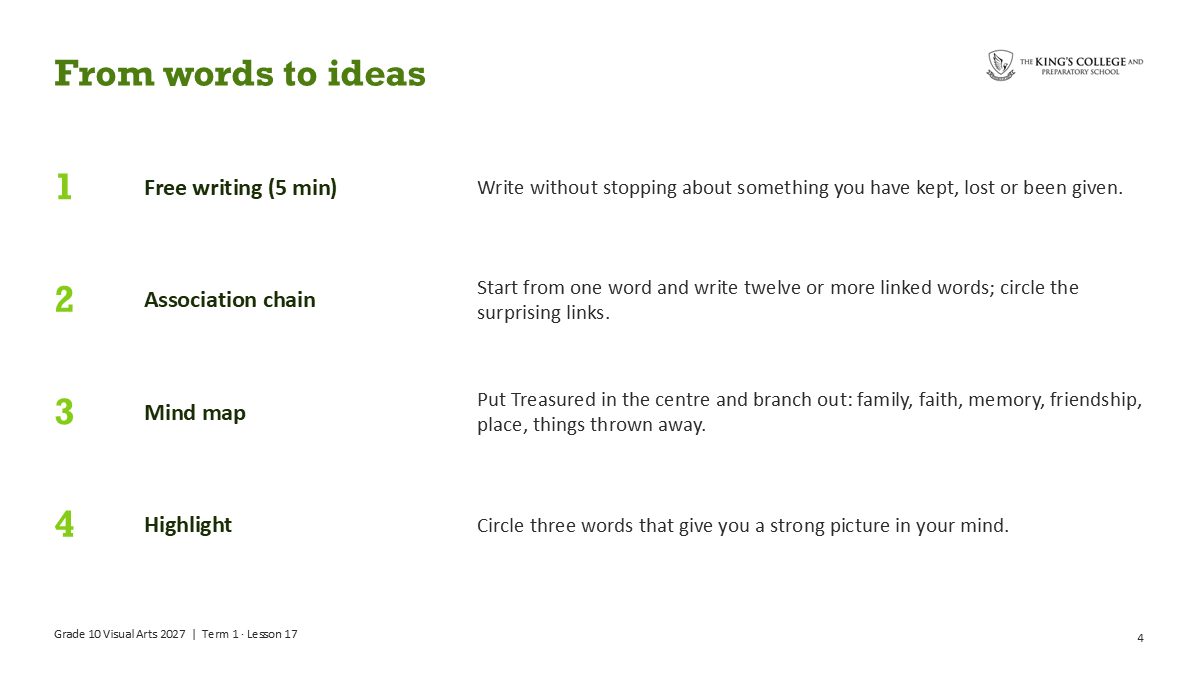 From words to ideas
THE KING'S COLLEGE AND
PREPARATORY SCHOOL
1
Free writing (5 min)
Write without stopping about something you have kept, lost or been given.
2
Association chain
Start from one word and write twelve or more linked words; circle the
surprising links.
3
Mind map
Put Treasured in the centre and branch out: family, faith, memory, friendship,
place, things thrown away.
4
Highlight
Circle three words that give you a strong picture in your mind.
Grade 10 Visual Arts 2027 | Term 1 · Lesson 17
4